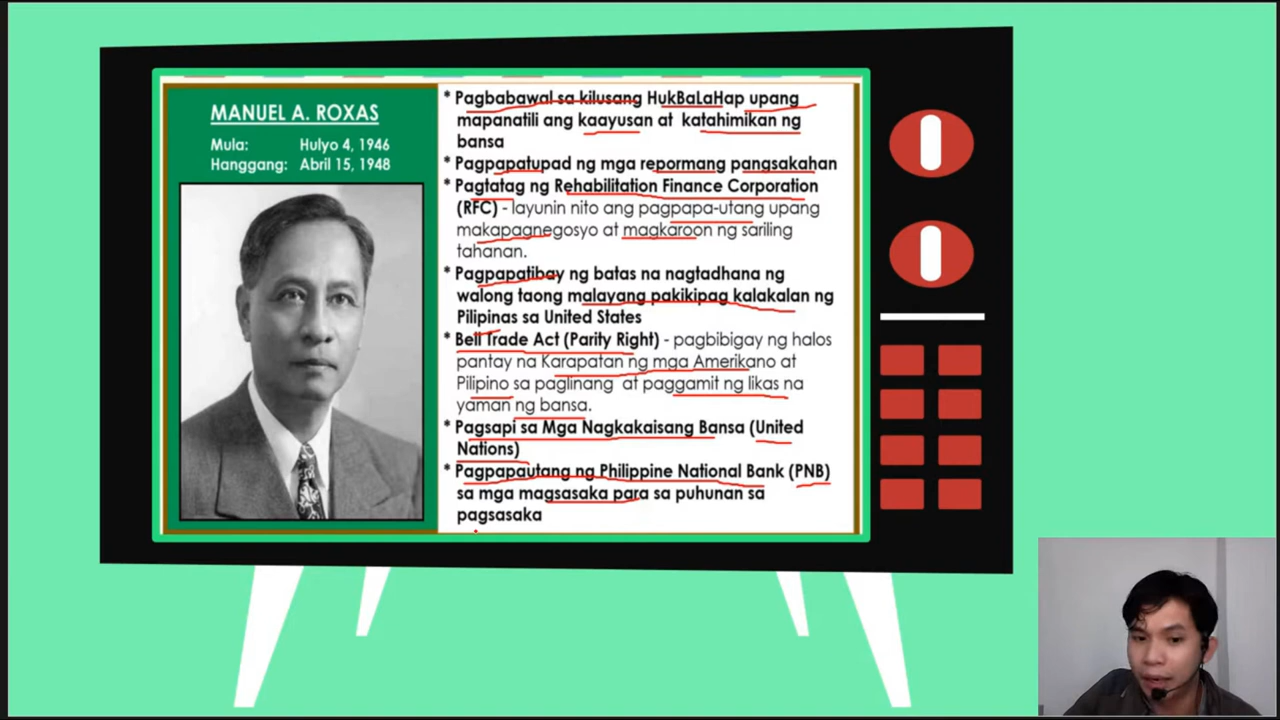 MANUEL A. ROXAS
Mula: Hulyo 4, 1946
Hanggang: Abril 15, 1948
* Pagbabawal sa kilusang HukBaLaHap upang
mapanatili ang kaayusan at katahimikan ng
bansa
* Pagpapatupad ng mga repormang pangsakahan
* Pagtatag ng Rehabilitation Finance Corporation
(RFC) - layunin nito ang pagpapa-utang upang
makapagnegosyo at magkaroon ng sariling
tahanan.
* Pagpapatibay ng batas na nagtadhana ng
walong taong malayang pakikipag kalakalan ng
Pilipinas sa United States
* Bell Trade Act (Parity Right) - pagbibigay ng halos
pantay na Karapatan ng mga Amerikano at
Pilipino sa paglinang at paggamit ng likas na
yaman ng bansa.
* Pagsapi sa Mga Nagkakaisang Bansa (United
Nations)
* Pagpapautang ng Philippine National Bank (PNB)
sa mga magsasaka para sa puhunan sa
pagsasaka